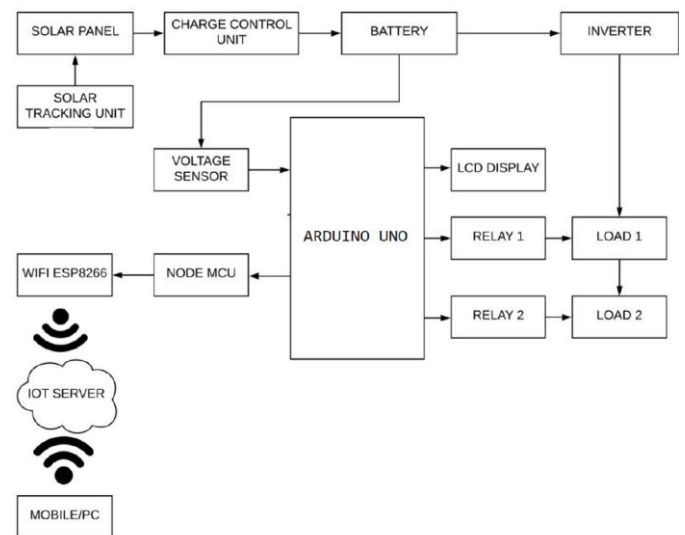 SOLAR PANEL
CHARGE CONTROL
UNIT
BATTERY
INVERTER
SOLAR
TRACKING UNIT
VOLTAGE
SENSOR
LCD DISPLAY
ARDUINO UNO
RELAY 1
LOAD 1
WIFI ESP8266
NODE MCU
RELAY 2
LOAD 2
IOT SERVER
MOBILE/PC